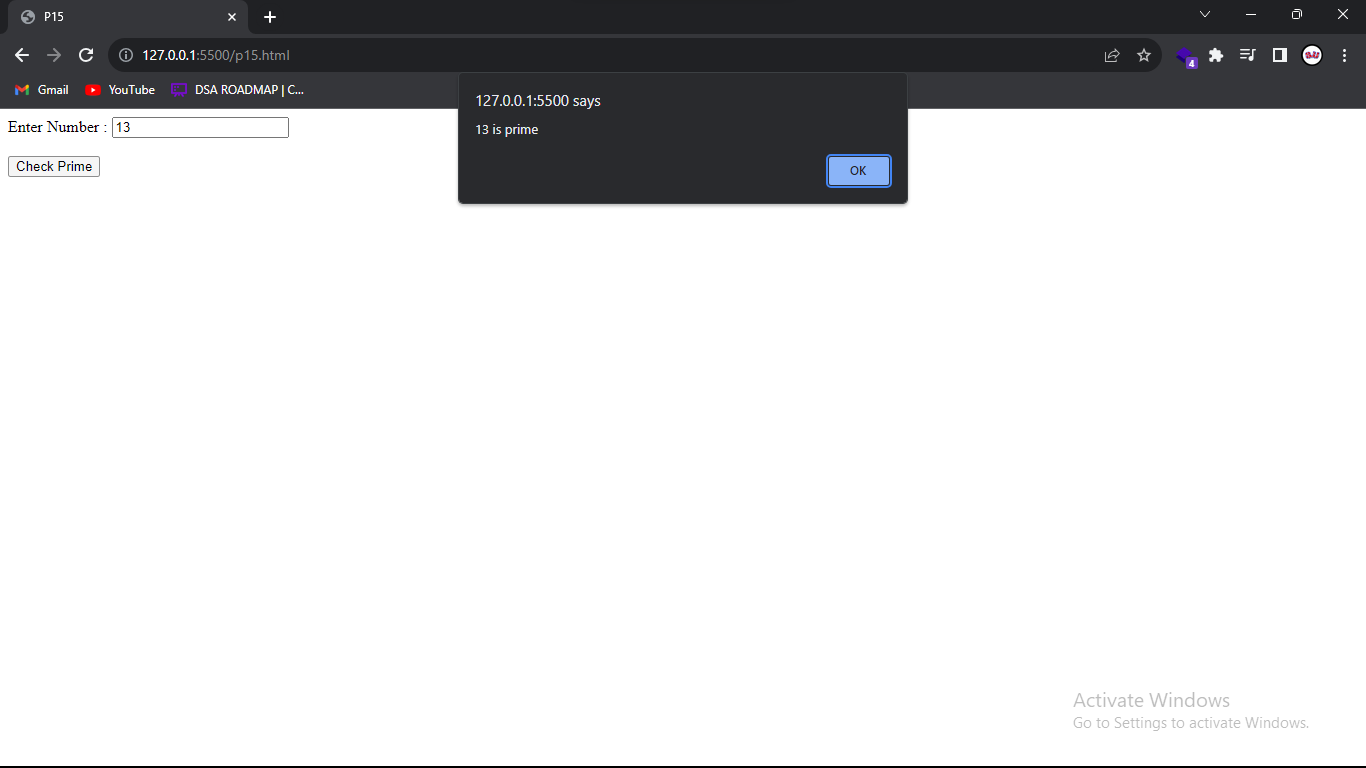 P15
127.0.0.1:5500/p15.html
4
Gmail YouTube DSA ROADMAP | C...
127.0.0.1:5500 says
13 is prime
OK
Enter Number : 13
Check Prime
Activate Windows
Go to Settings to activate Windows.